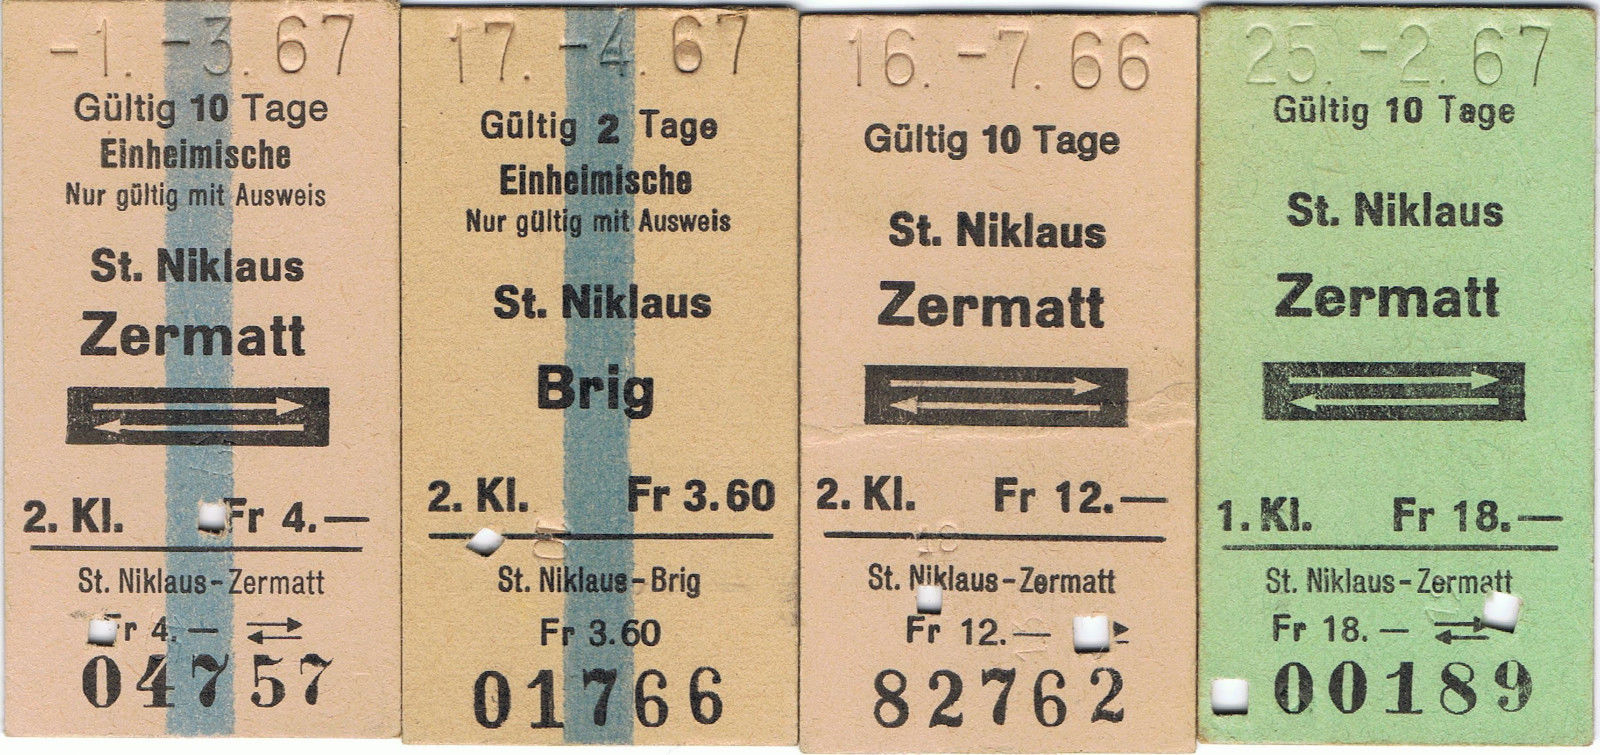 -1. -3. 67
Gültig 10 Tage
Einheimische
Nur gültig mit Ausweis
St. Niklaus
Zermatt
2. Kl. Fr 4.—
St. Niklaus-Zermatt
Fr 4.— ⇄
04757
17. -4. 67
Gültig 2 Tage
Einheimische
Nur gültig mit Ausweis
St. Niklaus
Brig
2. Kl. Fr 3.60
St. Niklaus-Brig
Fr 3.60
01766
16. -7. 66
Gültig 10 Tage
St. Niklaus
Zermatt
2. Kl. Fr 12.—
St. Niklaus-Zermatt
Fr 12.—
82762
25. -2. 67
Gültig 10 Tage
St. Niklaus
Zermatt
1. Kl. Fr 18.—
St. Niklaus-Zermatt
Fr 18.— ⇄
00189